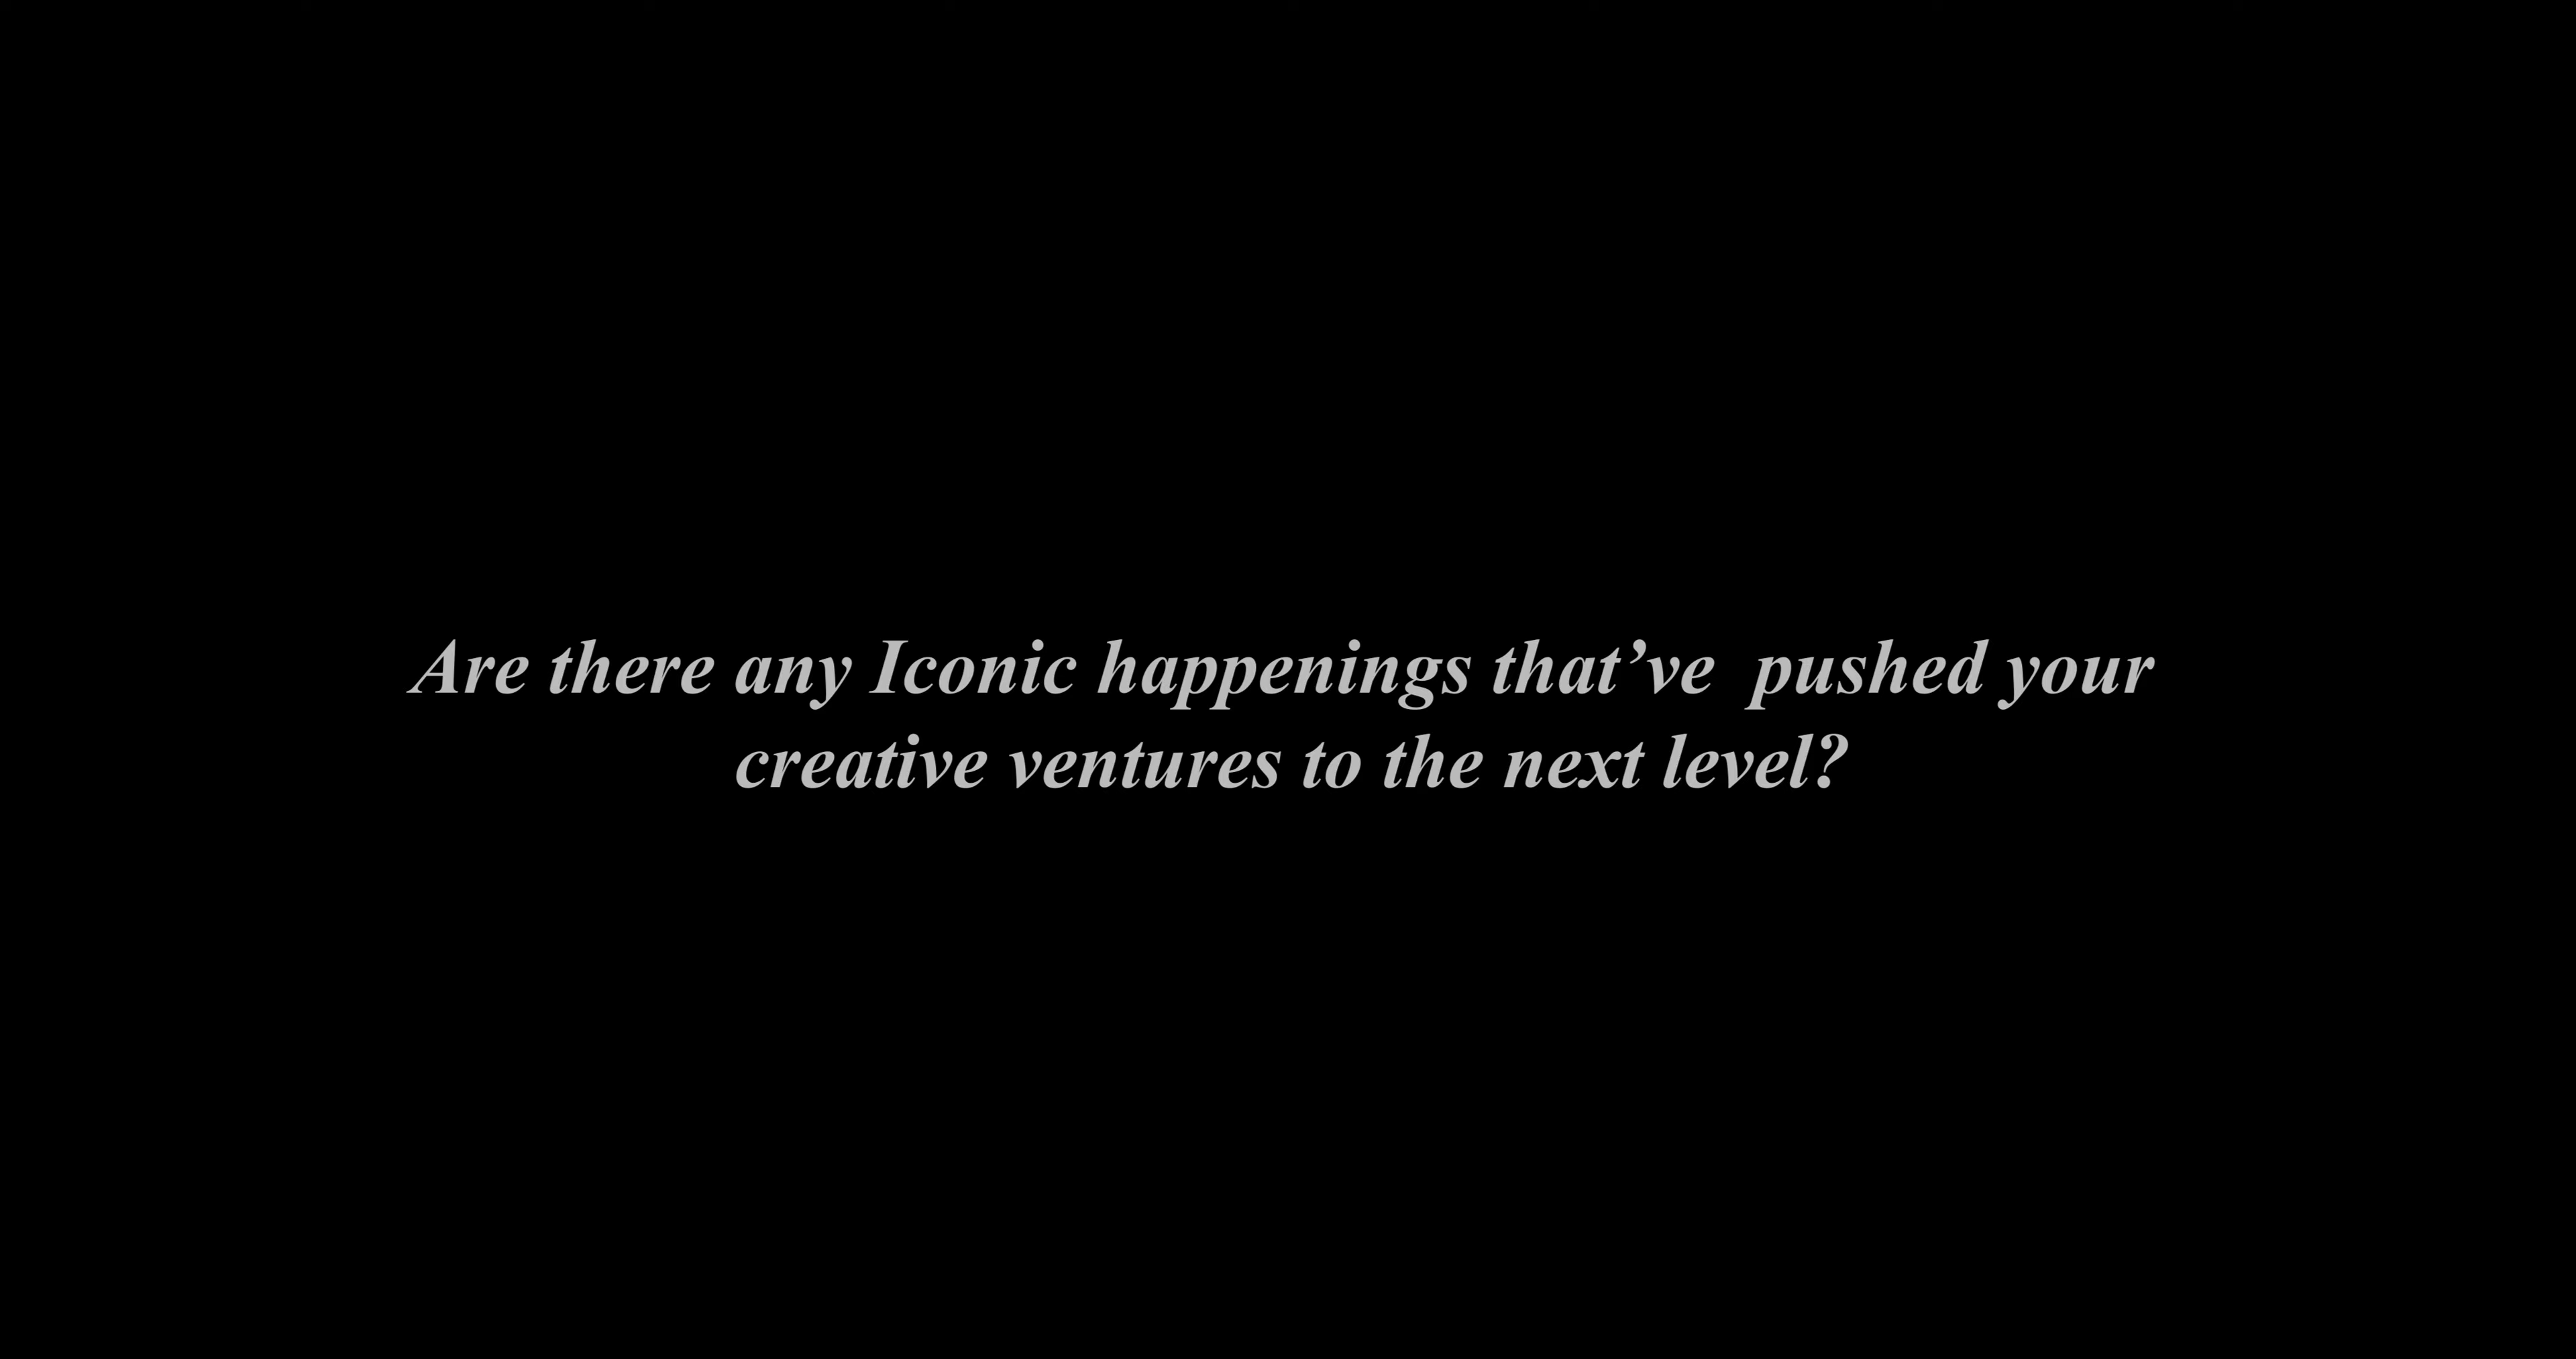 Are there any Iconic happenings that’ve  pushed your
creative ventures to the next level?